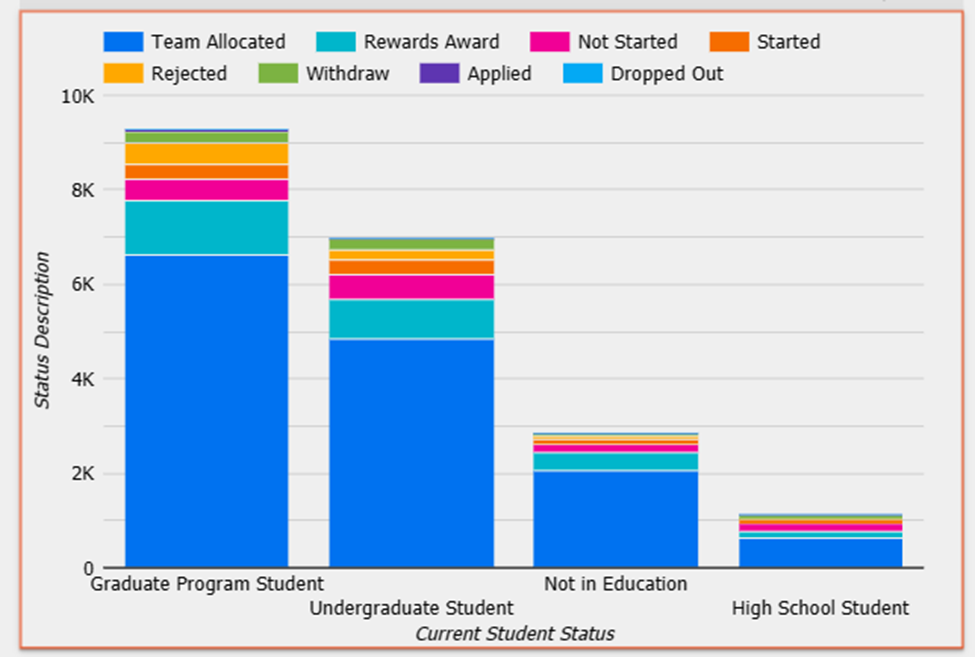 Team Allocated Rewards Award Not Started Started
Rejected Withdraw Applied Dropped Out
10K
8K
6K
4K
2K
0
Status Description
Graduate Program Student Not in Education
Undergraduate Student High School Student
Current Student Status